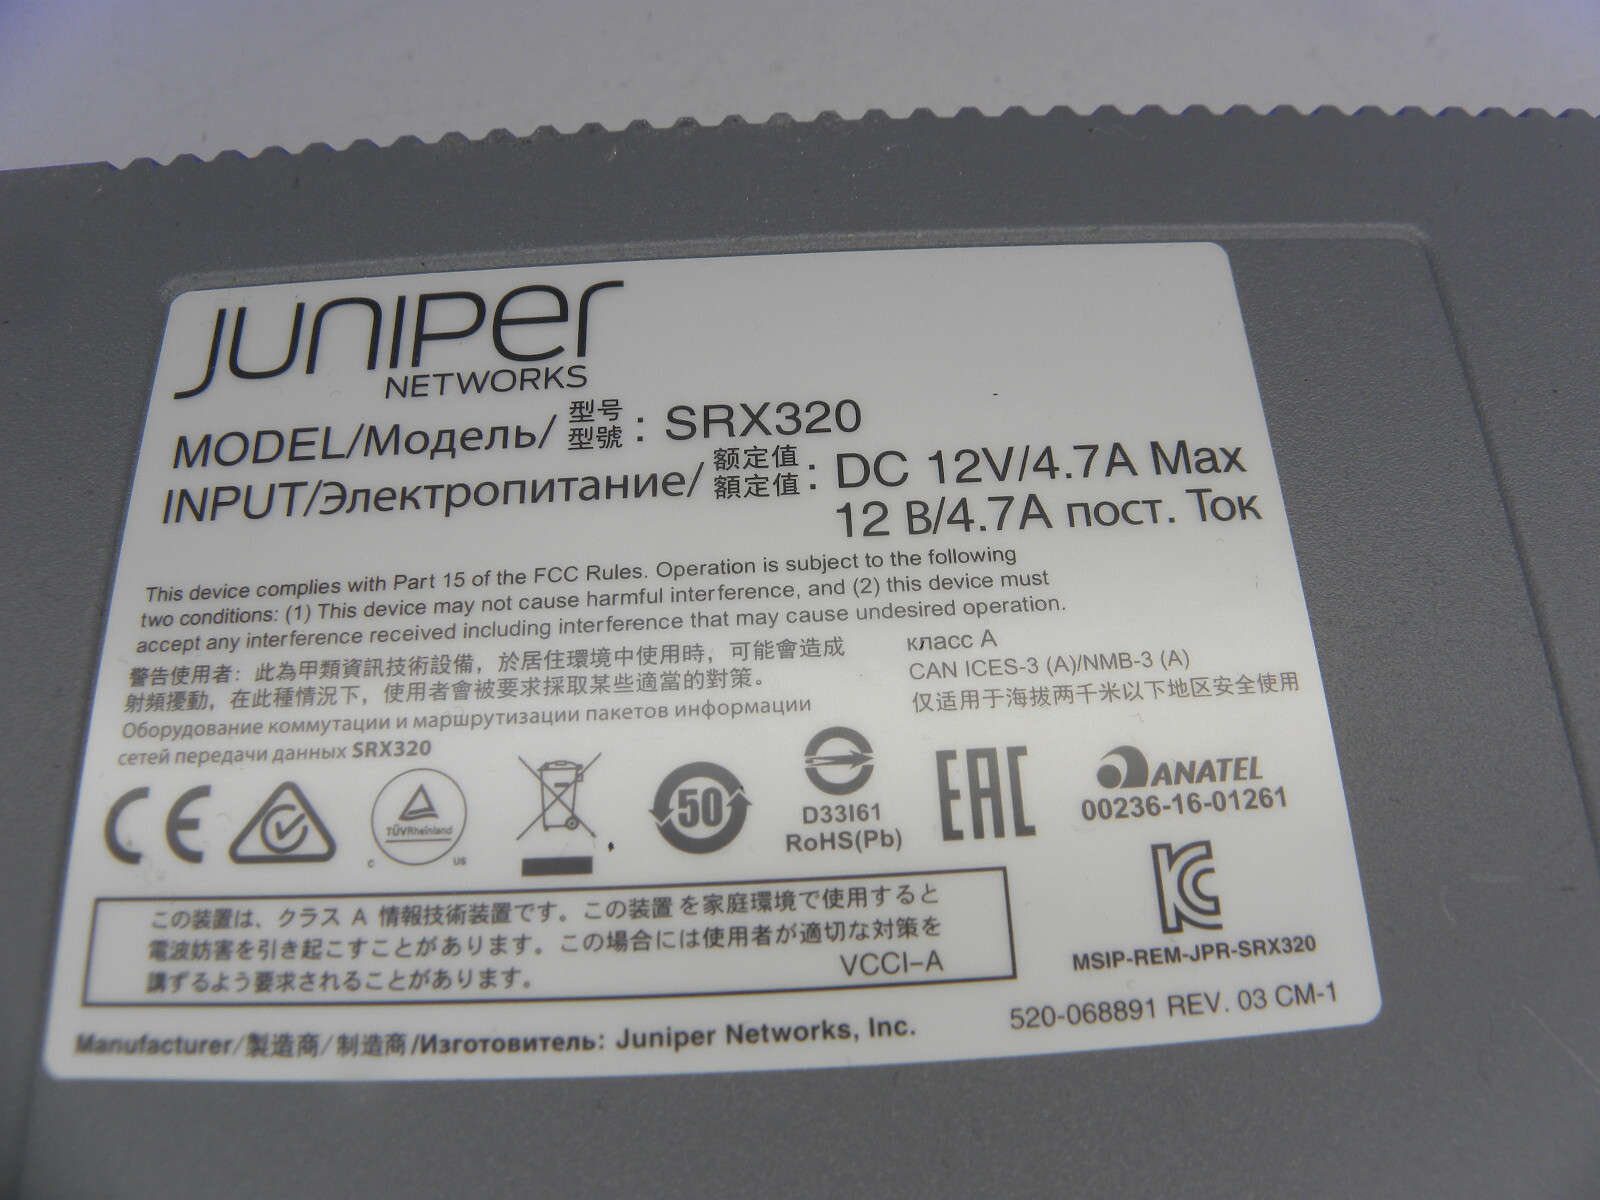 Juniper
NETWORKS
MODEL/Модель/型号 型號: SRX320
INPUT/Электропитание/额定值 額定值: DC 12V/4.7A Max
12 В/4.7A пост. Ток
This device complies with Part 15 of the FCC Rules. Operation is subject to the following
two conditions: (1) This device may not cause harmful interference, and (2) this device must
accept any interference received including interference that may cause undesired operation.
警告使用者: 此為甲類資訊技術設備，於居住環境中使用時，可能會造成
射頻擾動，在此種情況下，使用者會被要求採取某些適當的對策。
Оборудование коммутации и маршрутизации пакетов информации
сетей передачи данных SRX320
класс A
CAN ICES-3 (A)/NMB-3 (A)
仅适用于海拔两千米以下地区安全使用
CE
TÜVRheinland
C US
50
D33I61
RoHS(Pb)
EAC
ANATEL
00236-16-01261
この装置は、クラス A 情報技術装置です。この装置を家庭環境で使用すると
電波妨害を引き起こすことがあります。この場合には使用者が適切な対策を
講ずるよう要求されることがあります。
VCCI-A
KC
MSIP-REM-JPR-SRX320
520-068891 REV. 03 CM-1
Manufacturer/製造商/制造商/Изготовитель: Juniper Networks, Inc.